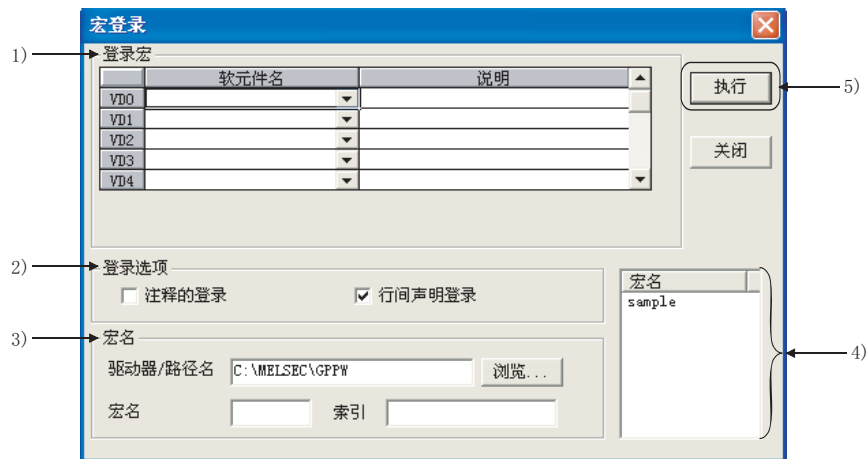 宏登录
1) 登录宏
软元件名 说明
VD0
VD1
VD2
VD3
VD4
执行 5)
关闭
2) 登录选项
注释的登录 行间声明登录
3) 宏名
驱动器/路径名 C:\MELSEC\GPPW 浏览...
宏名 索引
宏名
sample
4)